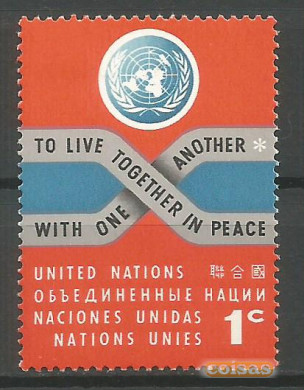 TO LIVE TOGETHER IN PEACE
WITH ONE ANOTHER *
UNITED NATIONS 聯合國
ОБЪЕДИНЕННЫЕ НАЦИИ
NACIONES UNIDAS
NATIONS UNIES
1c
coisas